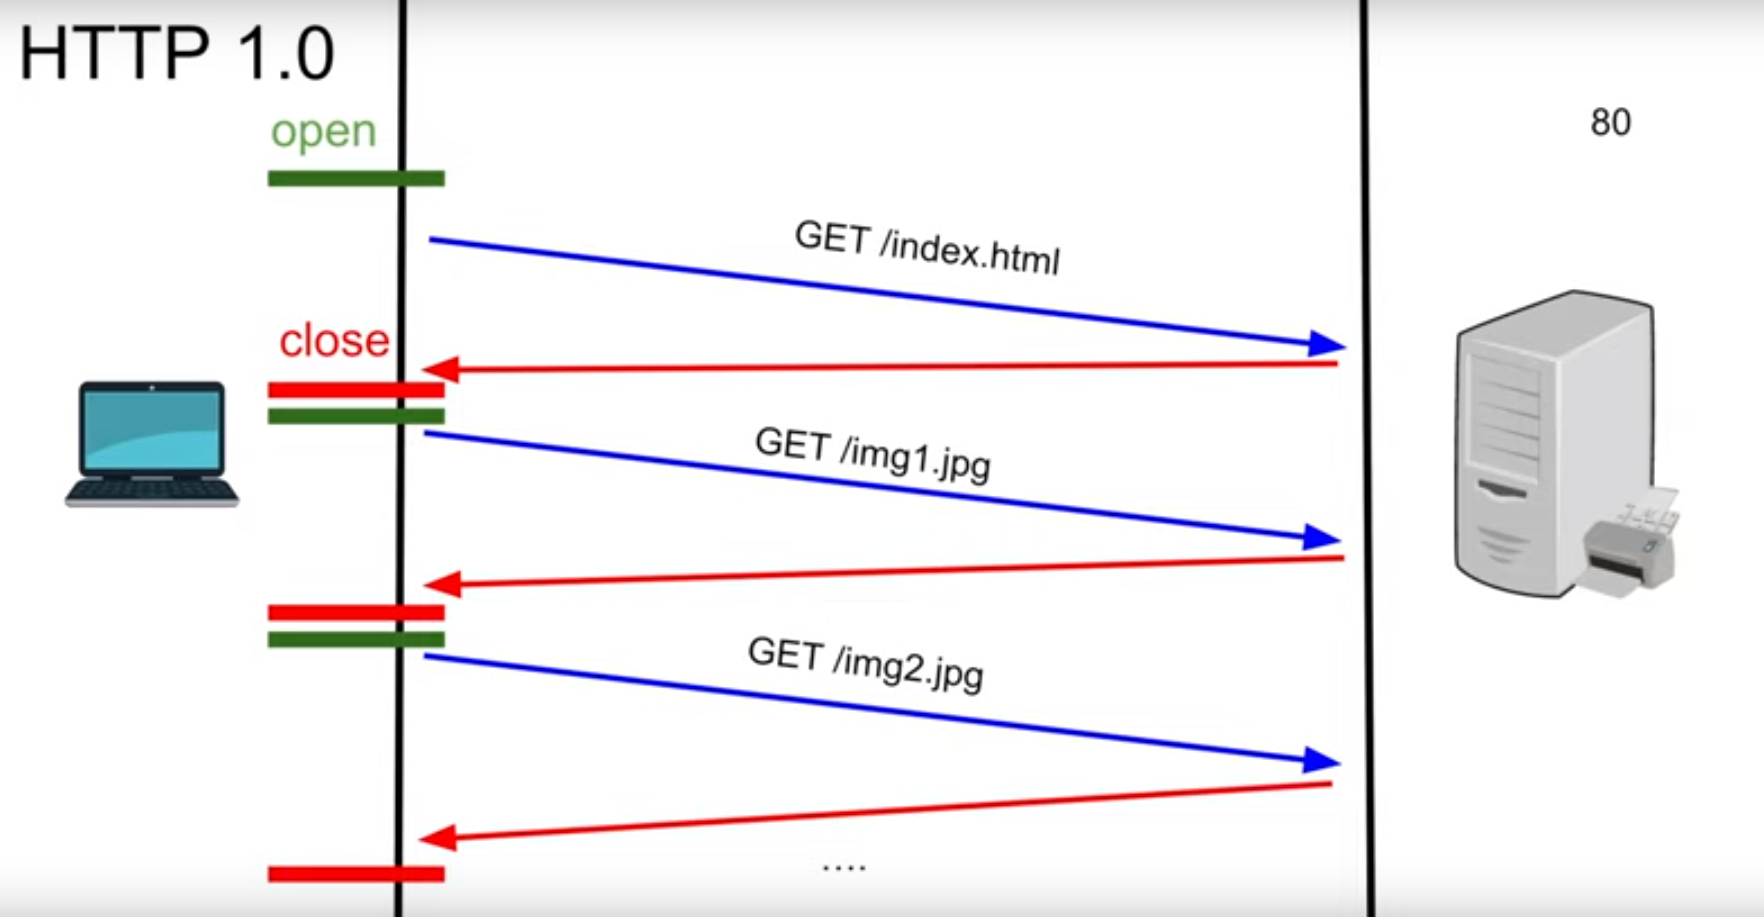 HTTP 1.0
open
80
GET /index.html
close
GET /img1.jpg
GET /img2.jpg
....